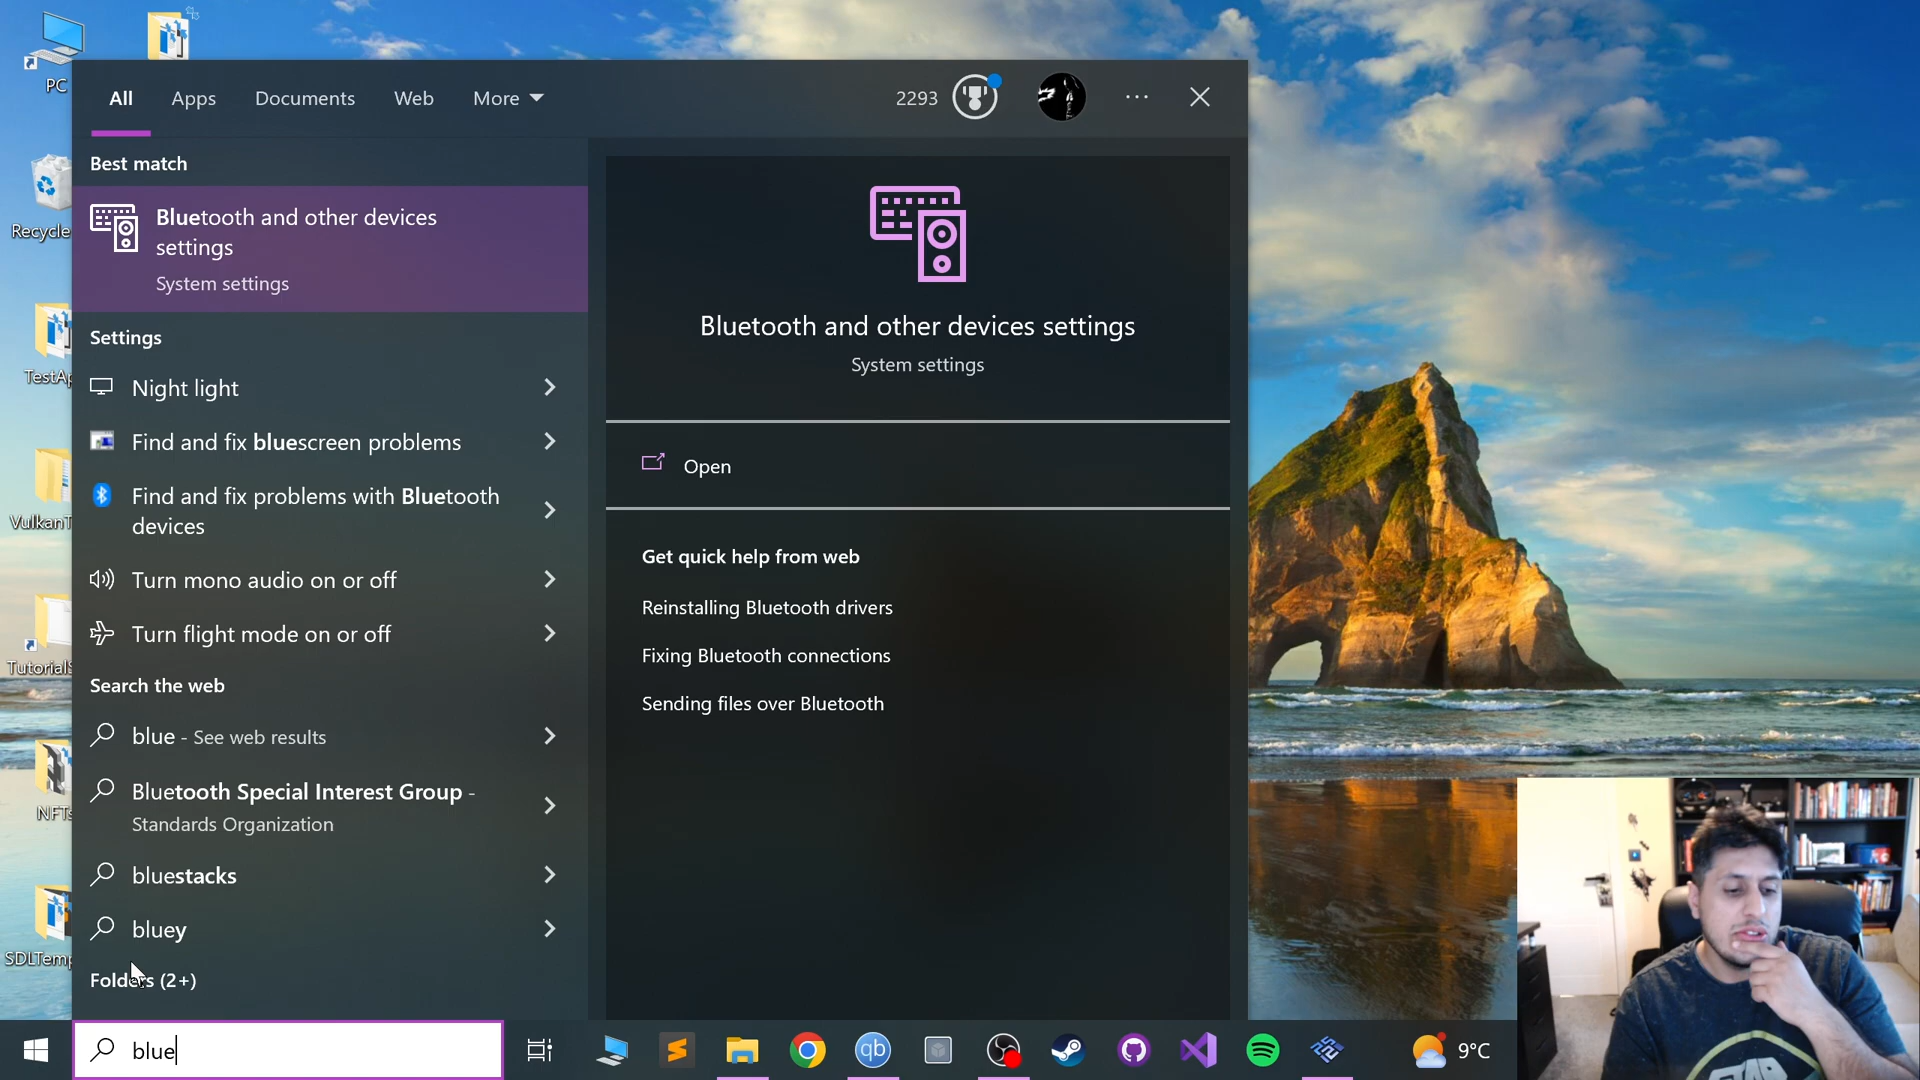 PC
Recycle
TestAp
VulkanT
Tutorials
NFTs
SDLTemp
All
Apps
Documents
Web
More
2293
Best match
Bluetooth and other devices
settings
System settings
Settings
Night light
Find and fix bluescreen problems
Find and fix problems with Bluetooth
devices
Turn mono audio on or off
Turn flight mode on or off
Search the web
blue - See web results
Bluetooth Special Interest Group -
Standards Organization
bluestacks
bluey
Folders (2+)
Bluetooth and other devices settings
System settings
Open
Get quick help from web
Reinstalling Bluetooth drivers
Fixing Bluetooth connections
Sending files over Bluetooth
blue
qb
9°C